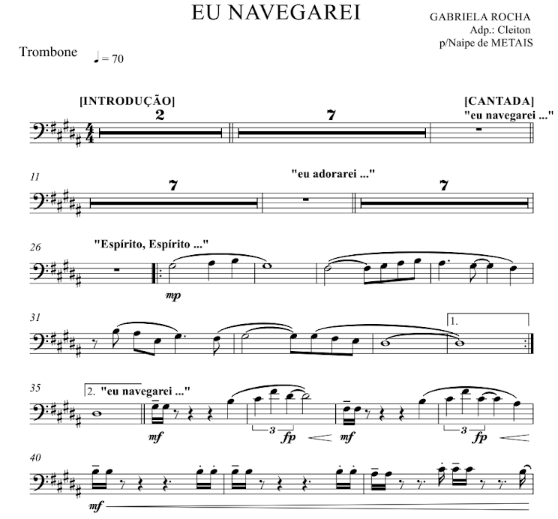 EU NAVEGAREI
GABRIELA ROCHA
Adp.: Cleiton
p/Naipe de METAIS
Trombone
♩ = 70
[INTRODUÇÃO]
[CANTADA]
2
7
"eu navegarei ..."
4
4
11
7
"eu adorarei ..."
7
26
"Espírito, Espírito ..."
mp
31
1.
35
2.
"eu navegarei ..."
mf
3
fp
mf
3
fp
40
mf